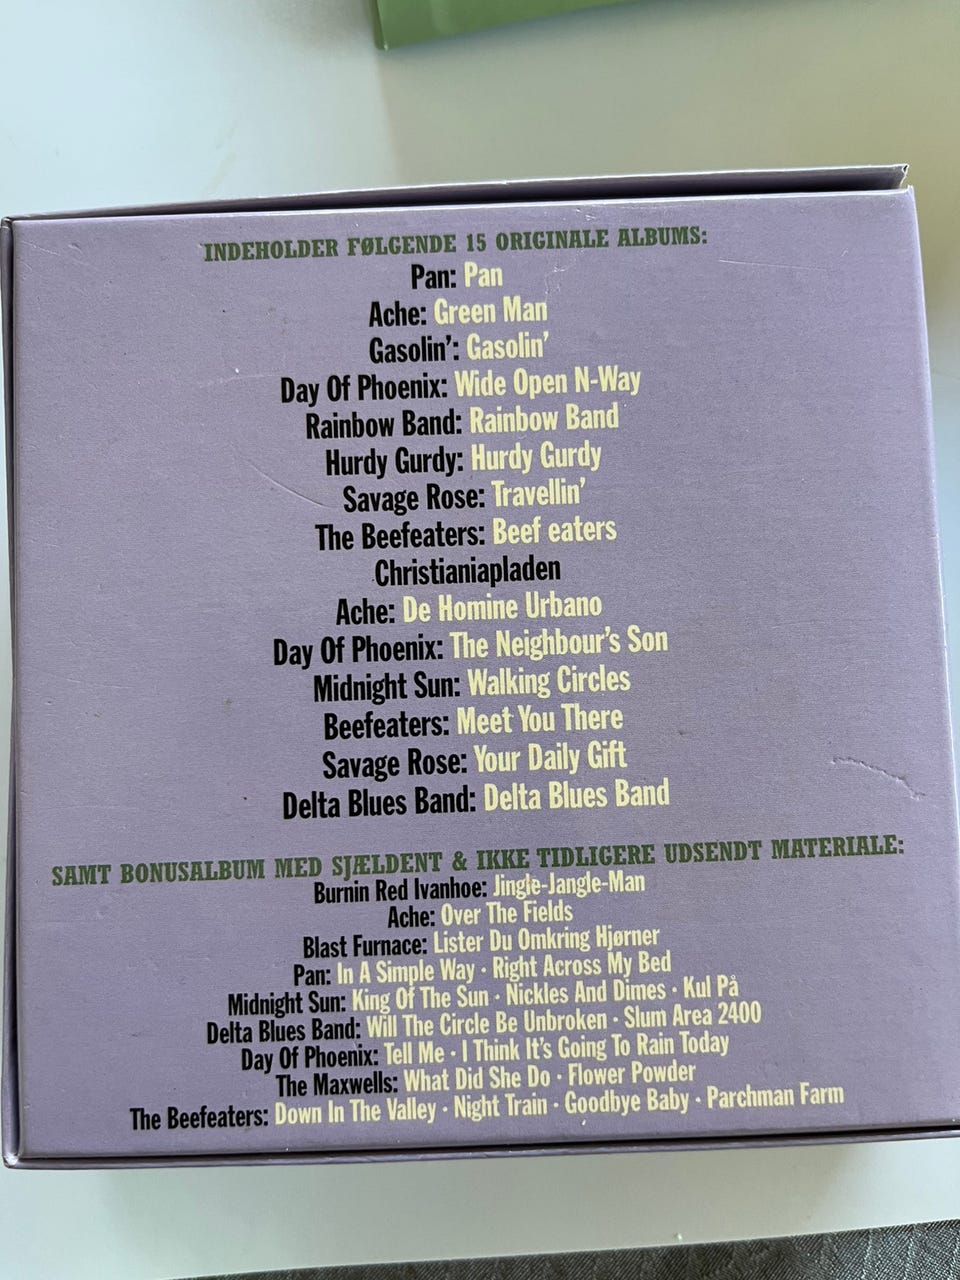 INDEHOLDER FØLGENDE 15 ORIGINALE ALBUMS:
Pan: Pan
Ache: Green Man
Gasolin': Gasolin'
Day Of Phoenix: Wide Open N-Way
Rainbow Band: Rainbow Band
Hurdy Gurdy: Hurdy Gurdy
Savage Rose: Travellin'
The Beefeaters: Beef eaters
Christianiapladen
Ache: De Homine Urbano
Day Of Phoenix: The Neighbour's Son
Midnight Sun: Walking Circles
Beefeaters: Meet You There
Savage Rose: Your Daily Gift
Delta Blues Band: Delta Blues Band
SAMT BONUSALBUM MED SJÆLDENT & IKKE TIDLIGERE UDSENDT MATERIALE:
Burnin Red Ivanhoe: Jingle-Jangle-Man
Ache: Over The Fields
Blast Furnace: Lister Du Omkring Hjørner
Pan: In A Simple Way · Right Across My Bed
Midnight Sun: King Of The Sun · Nickles And Dimes · Kul På
Delta Blues Band: Will The Circle Be Unbroken · Slum Area 2400
Day Of Phoenix: Tell Me · I Think It's Going To Rain Today
The Maxwells: What Did She Do · Flower Powder
The Beefeaters: Down In The Valley · Night Train · Goodbye Baby · Parchman Farm